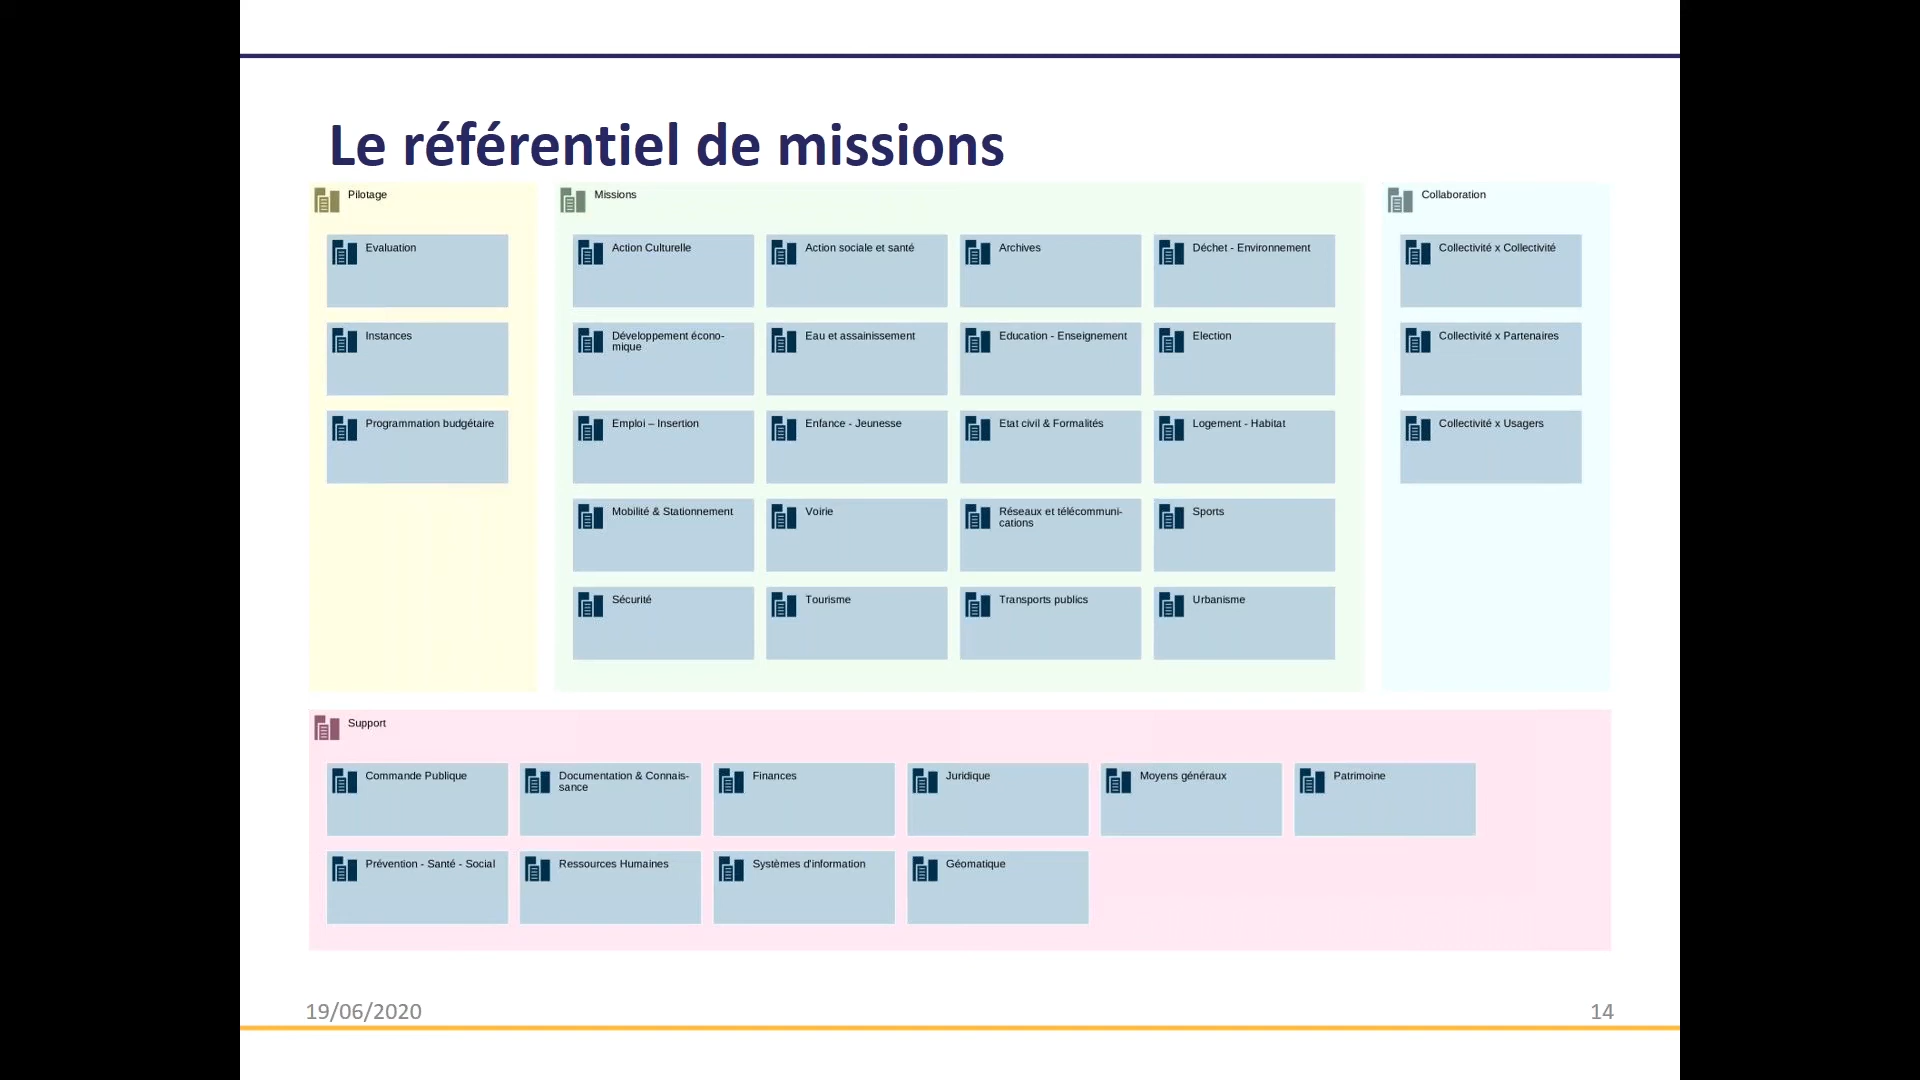 Le référentiel de missions
Pilotage
Evaluation
Instances
Programmation budgétaire
Missions
Action Culturelle
Action sociale et santé
Archives
Déchet - Environnement
Développement écono-
mique
Eau et assainissement
Education - Enseignement
Election
Emploi – Insertion
Enfance - Jeunesse
Etat civil & Formalités
Logement - Habitat
Mobilité & Stationnement
Voirie
Réseaux et télécommuni-
cations
Sports
Sécurité
Tourisme
Transports publics
Urbanisme
Collaboration
Collectivité x Collectivité
Collectivité x Partenaires
Collectivité x Usagers
Support
Commande Publique
Documentation & Connais-
sance
Finances
Juridique
Moyens généraux
Patrimoine
Prévention - Santé - Social
Ressources Humaines
Systèmes d'information
Géomatique
19/06/2020
14